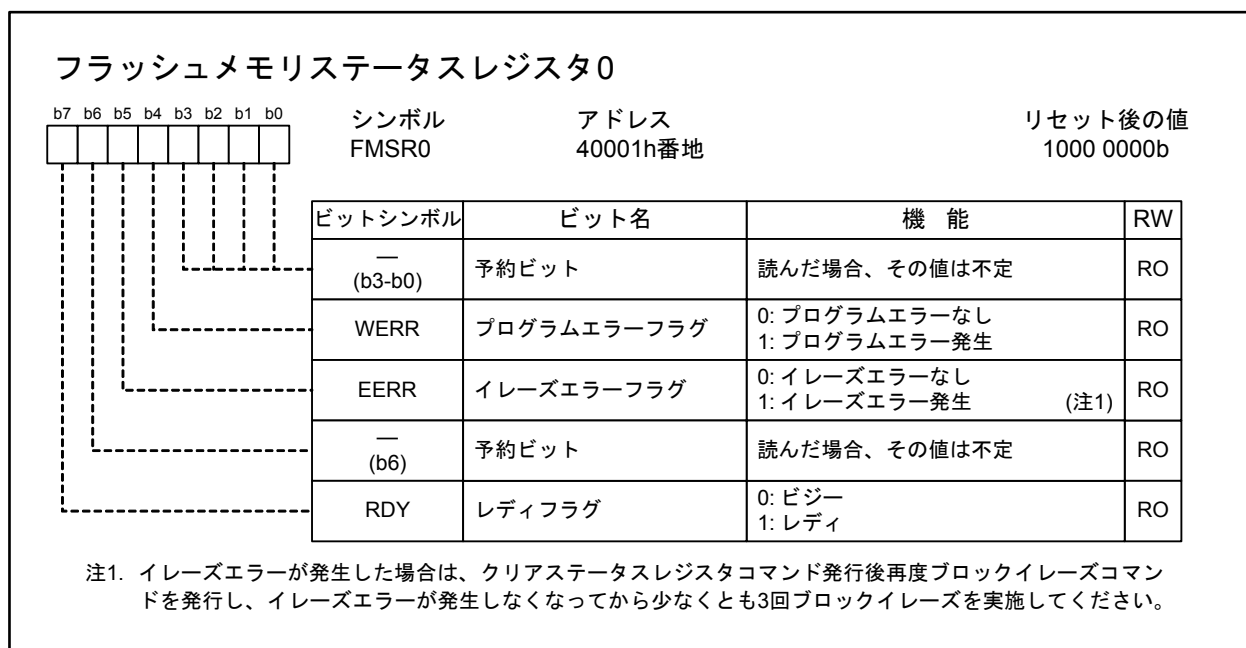 フラッシュメモリステータスレジスタ0
b7 b6 b5 b4 b3 b2 b1 b0
シンボル アドレス リセット後の値
FMSR0 40001h番地 1000 0000b
ビットシンボル ビット名 機 能 RW
—
(b3-b0) 予約ビット 読んだ場合、その値は不定 RO
WERR プログラムエラーフラグ 0: プログラムエラーなし
1: プログラムエラー発生 RO
EERR イレーズエラーフラグ 0: イレーズエラーなし
1: イレーズエラー発生 (注1) RO
—
(b6) 予約ビット 読んだ場合、その値は不定 RO
RDY レディフラグ 0: ビジー
1: レディ RO
注1. イレーズエラーが発生した場合は、クリアステータスレジスタコマンド発行後再度ブロックイレーズコマン
ドを発行し、イレーズエラーが発生しなくなってから少なくとも3回ブロックイレーズを実施してください。